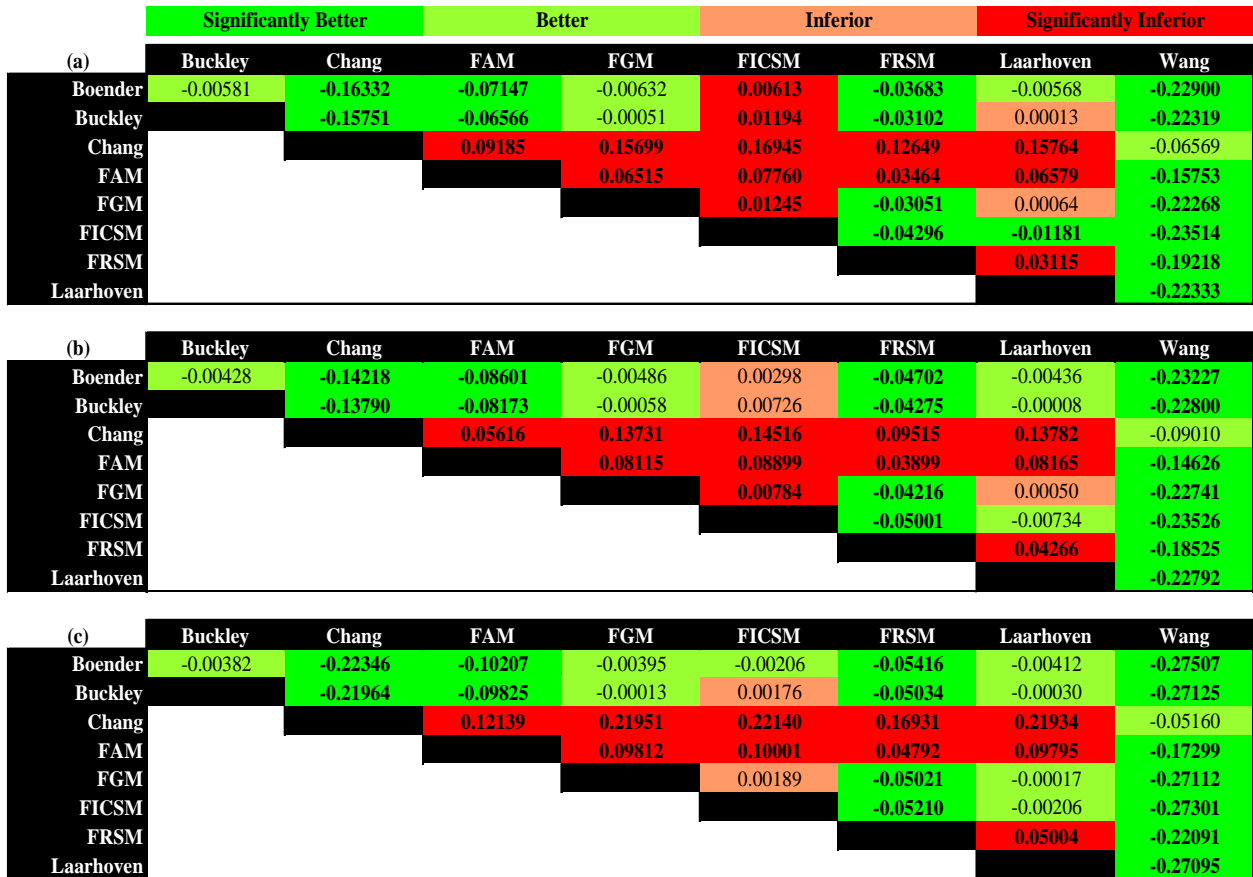 Significantly Better Better Inferior Significantly Inferior
(a) Buckley Chang FAM FGM FICSM FRSM Laarhoven Wang
Boender -0.00581 -0.16332 -0.07147 -0.00632 0.00613 -0.03683 -0.00568 -0.22900
Buckley -0.15751 -0.06566 -0.00051 0.01194 -0.03102 0.00013 -0.22319
Chang 0.09185 0.15699 0.16945 0.12649 0.15764 -0.06569
FAM 0.06515 0.07760 0.03464 0.06579 -0.15753
FGM 0.01245 -0.03051 0.00064 -0.22268
FICSM -0.04296 -0.01181 -0.23514
FRSM 0.03115 -0.19218
Laarhoven -0.22333
(b) Buckley Chang FAM FGM FICSM FRSM Laarhoven Wang
Boender -0.00428 -0.14218 -0.08601 -0.00486 0.00298 -0.04702 -0.00436 -0.23227
Buckley -0.13790 -0.08173 -0.00058 0.00726 -0.04275 -0.00008 -0.22800
Chang 0.05616 0.13731 0.14516 0.09515 0.13782 -0.09010
FAM 0.08115 0.08899 0.03899 0.08165 -0.14626
FGM 0.00784 -0.04216 0.00050 -0.22741
FICSM -0.05001 -0.00734 -0.23526
FRSM 0.04266 -0.18525
Laarhoven -0.22792
(c) Buckley Chang FAM FGM FICSM FRSM Laarhoven Wang
Boender -0.00382 -0.22346 -0.10207 -0.00395 -0.00206 -0.05416 -0.00412 -0.27507
Buckley -0.21964 -0.09825 -0.00013 0.00176 -0.05034 -0.00030 -0.27125
Chang 0.12139 0.21951 0.22140 0.16931 0.21934 -0.05160
FAM 0.09812 0.10001 0.04792 0.09795 -0.17299
FGM 0.00189 -0.05021 -0.00017 -0.27112
FICSM -0.05210 -0.00206 -0.27301
FRSM 0.05004 -0.22091
Laarhoven -0.27095